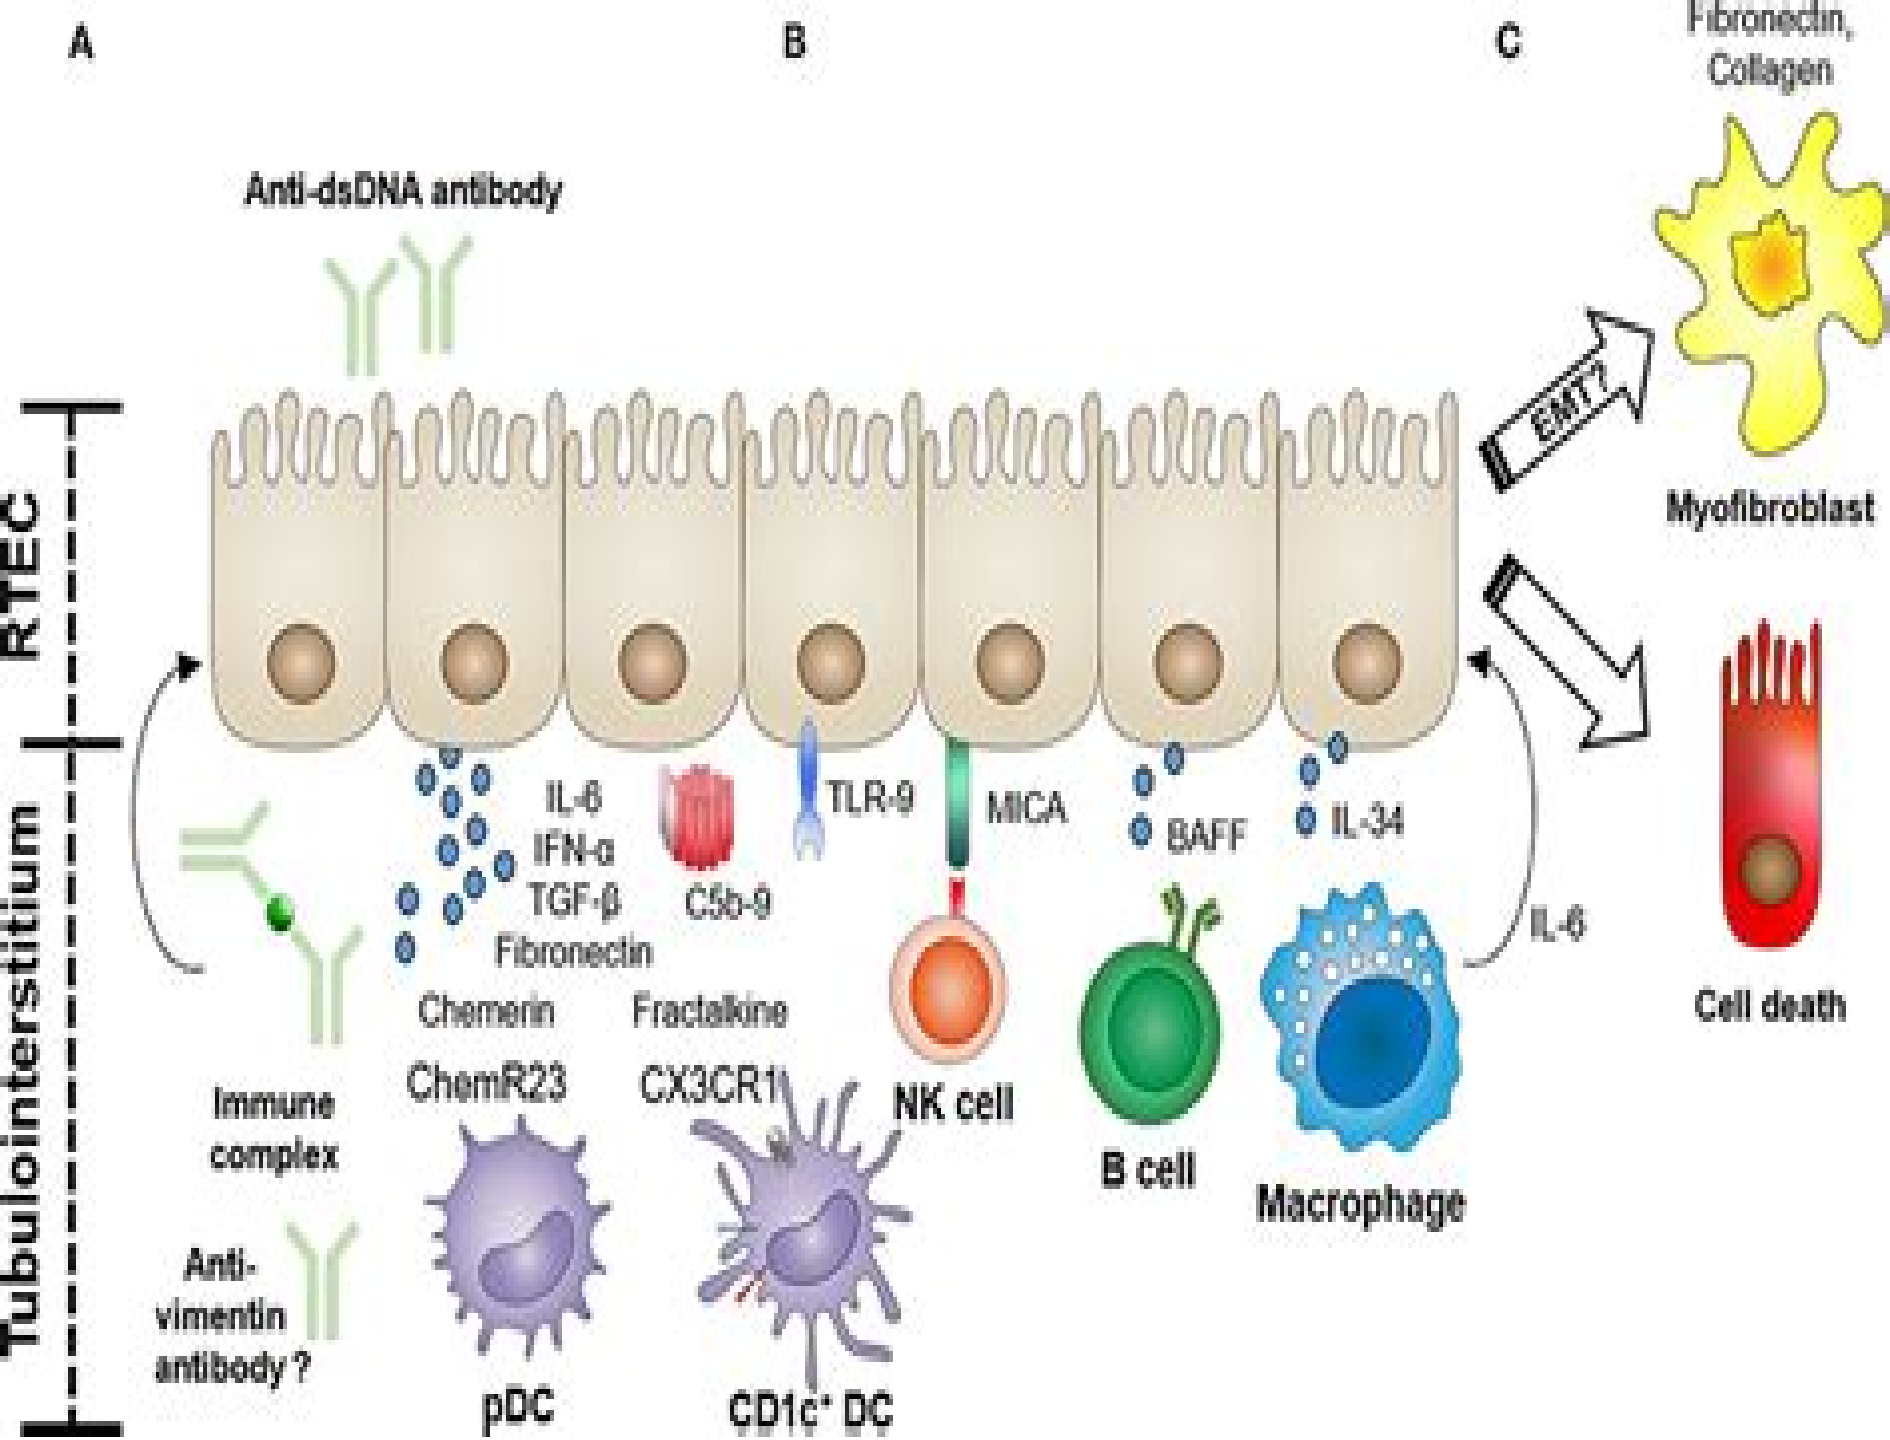 A
B
C
Fibronectin,
Collagen
Anti-dsDNA antibody
EMT?
Myofibroblast
RTEC
Tubulointerstitium
IL-6
IFN-α
TGF-β
Fibronectin
C5b-9
TLR-9
MICA
BAFF
IL-34
IL-6
Chemerin
Fractalkine
ChemR23
CX3CR1
NK cell
B cell
Macrophage
Cell death
Immune
complex
Anti-
vimentin
antibody ?
pDC
CD1c⁺ DC